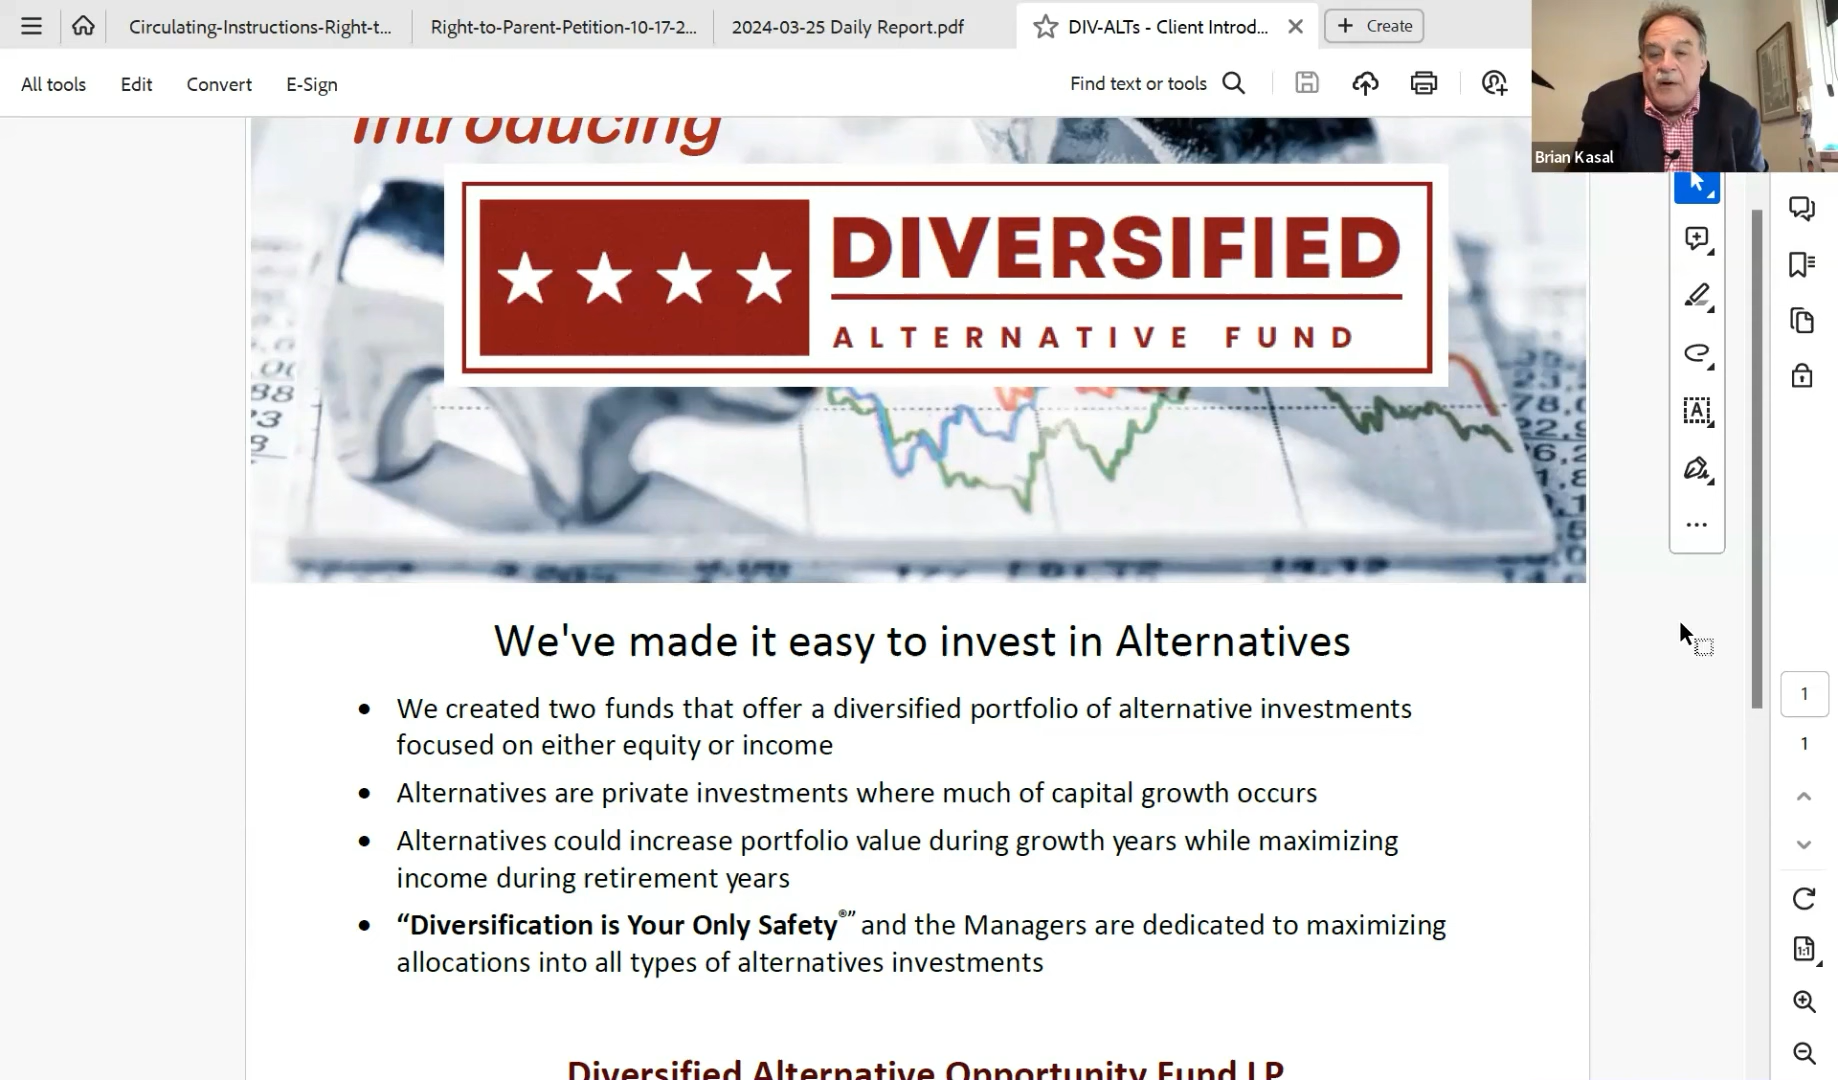 Circulating-Instructions-Right-t...
Right-to-Parent-Petition-10-17-2...
2024-03-25 Daily Report.pdf
DIV-ALTs - Client Introd...
Create
All tools
Edit
Convert
E-Sign
Find text or tools
Brian Kasal
Introducing
DIVERSIFIED
ALTERNATIVE FUND
We've made it easy to invest in Alternatives
• We created two funds that offer a diversified portfolio of alternative investments
focused on either equity or income
• Alternatives are private investments where much of capital growth occurs
• Alternatives could increase portfolio value during growth years while maximizing
income during retirement years
• “Diversification is Your Only Safety®” and the Managers are dedicated to maximizing
allocations into all types of alternatives investments
Diversified Alternative Opportunity Fund LP
1
1